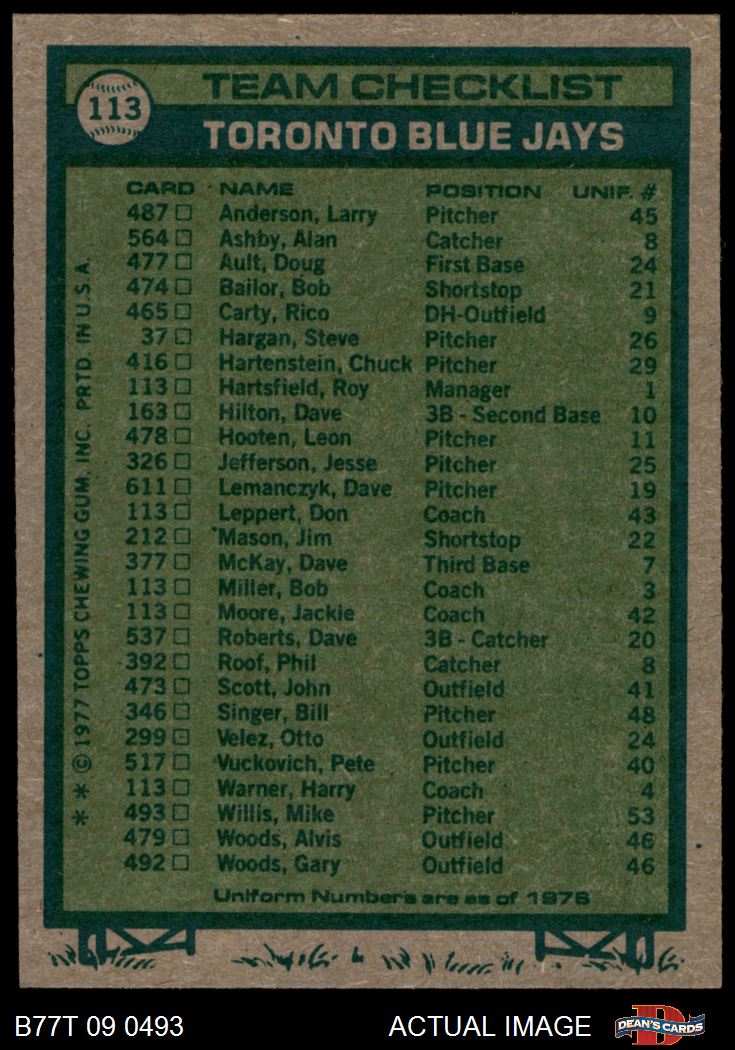 113
TEAM CHECKLIST
TORONTO BLUE JAYS
CARD NAME POSITION UNIF. #
487 Anderson, Larry Pitcher 45
564 Ashby, Alan Catcher 8
477 Ault, Doug First Base 24
474 Bailor, Bob Shortstop 21
465 Carty, Rico DH-Outfield 9
37 Hargan, Steve Pitcher 26
416 Hartenstein, Chuck Pitcher 29
113 Hartsfield, Roy Manager 1
163 Hilton, Dave 3B - Second Base 10
478 Hooten, Leon Pitcher 11
326 Jefferson, Jesse Pitcher 25
611 Lemanczyk, Dave Pitcher 19
113 Leppert, Don Coach 43
212 Mason, Jim Shortstop 22
377 McKay, Dave Third Base 7
113 Miller, Bob Coach 3
113 Moore, Jackie Coach 42
537 Roberts, Dave 3B - Catcher 20
392 Roof, Phil Catcher 8
473 Scott, John Outfield 41
346 Singer, Bill Pitcher 48
299 Velez, Otto Outfield 24
517 Vuckovich, Pete Pitcher 40
113 Warner, Harry Coach 4
493 Willis, Mike Pitcher 53
479 Woods, Alvis Outfield 46
492 Woods, Gary Outfield 46
Uniform Numbers are as of 1976
* * © 1977 TOPPS CHEWING GUM, INC. PRTD. IN U.S.A.
B77T 09 0493 ACTUAL IMAGE
DEAN'S CARDS